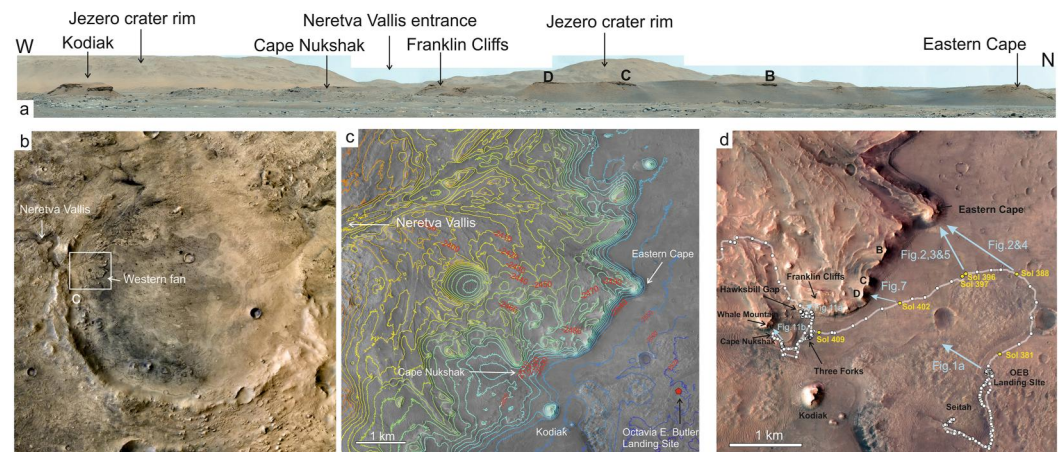 Jezero crater rim
Neretva Vallis entrance
Jezero crater rim
W
Kodiak
Cape Nukshak
Franklin Cliffs
Eastern Cape
N
D
C
B
a
b
Neretva Vallis
Western fan
C
c
Neretva Vallis
Eastern Cape
Cape Nukshak
1 km
Kodiak
Octavia E. Butler
Landing Site
d
Eastern Cape
Fig.2,3&5
Fig.2&4
B
Franklin Cliffs
C
D
Sol 396
Sol 397
Sol 388
Hawksbill Gap
Fig.7
Sol 402
Whale Mountain
Fig.11b
Cape Nukshak
Sol 409
Three Forks
Fig.1a
Sol 381
OEB
Landing Site
Kodiak
Seitah
1 km